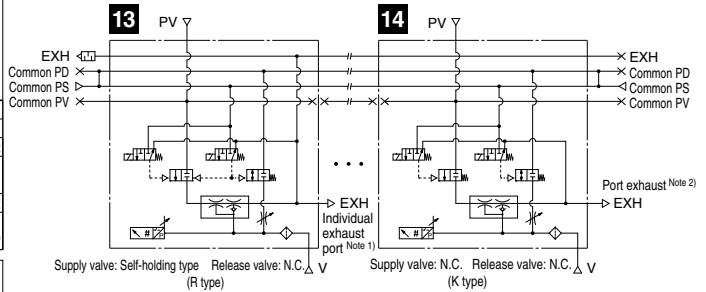 13
PV
14
PV
EXH
EXH
Common PD
Common PD
Common PS
Common PS
Common PV
Common PV
EXH
Individual
exhaust
port Note 1)
Port exhaust Note 2)
EXH
#
#
Supply valve: Self-holding type Release valve: N.C.
V
(R type)
Supply valve: N.C. Release valve: N.C.
V
(K type)